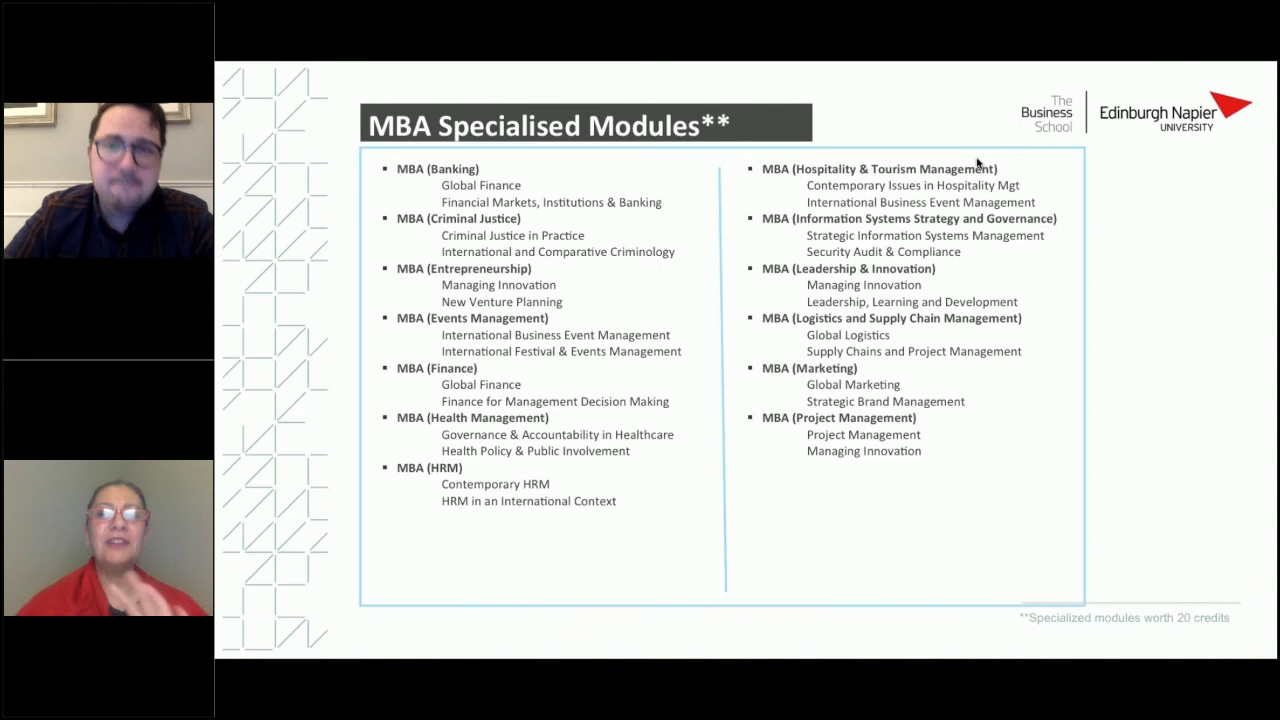 MBA Specialised Modules**
The
Business
School
Edinburgh Napier
UNIVERSITY
▪ MBA (Banking)
Global Finance
Financial Markets, Institutions & Banking
▪ MBA (Criminal Justice)
Criminal Justice in Practice
International and Comparative Criminology
▪ MBA (Entrepreneurship)
Managing Innovation
New Venture Planning
▪ MBA (Events Management)
International Business Event Management
International Festival & Events Management
▪ MBA (Finance)
Global Finance
Finance for Management Decision Making
▪ MBA (Health Management)
Governance & Accountability in Healthcare
Health Policy & Public Involvement
▪ MBA (HRM)
Contemporary HRM
HRM in an International Context
▪ MBA (Hospitality & Tourism Management)
Contemporary Issues in Hospitality Mgt
International Business Event Management
▪ MBA (Information Systems Strategy and Governance)
Strategic Information Systems Management
Security Audit & Compliance
▪ MBA (Leadership & Innovation)
Managing Innovation
Leadership, Learning and Development
▪ MBA (Logistics and Supply Chain Management)
Global Logistics
Supply Chains and Project Management
▪ MBA (Marketing)
Global Marketing
Strategic Brand Management
▪ MBA (Project Management)
Project Management
Managing Innovation
**Specialized modules worth 20 credits